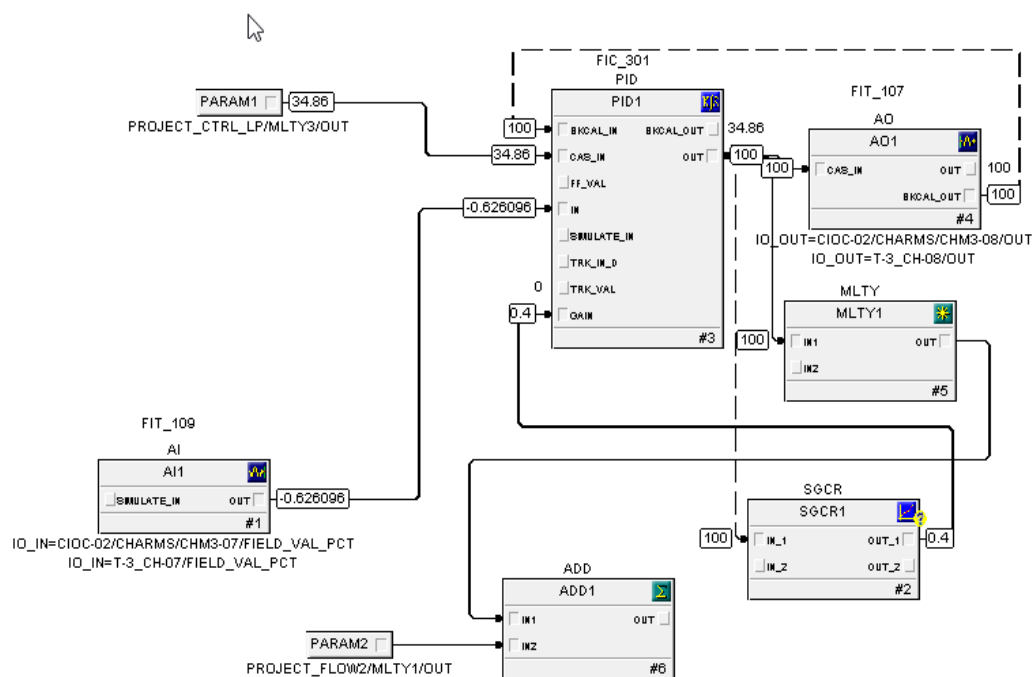 FIC_301
PID
PID1
BKCAL_IN
BKCAL_OUT
34.86
CAS_IN
OUT
FF_VAL
IN
SIMULATE_IN
TRK_IN_D
0
TRK_VAL
GAIN
#3
100
34.86
-0.626096
0.4
100
PARAM1
34.86
PROJECT_CTRL_LP/MLTY3/OUT
FIT_107
AO
AO1
100
CAS_IN
OUT
100
BKCAL_OUT
100
#4
IO_OUT=CIOC-02/CHARMS/CHM3-08/OUT
IO_OUT=T-3_CH-08/OUT
MLTY
MLTY1
100
IN1
OUT
IN2
#5
FIT_109
AI
AI1
SIMULATE_IN
OUT
-0.626096
#1
IO_IN=CIOC-02/CHARMS/CHM3-07/FIELD_VAL_PCT
IO_IN=T-3_CH-07/FIELD_VAL_PCT
SGCR
SGCR1
?
100
IN_1
OUT_1
0.4
IN_2
OUT_2
#2
ADD
ADD1
Σ
IN1
OUT
IN2
#6
PARAM2
PROJECT_FLOW2/MLTY1/OUT